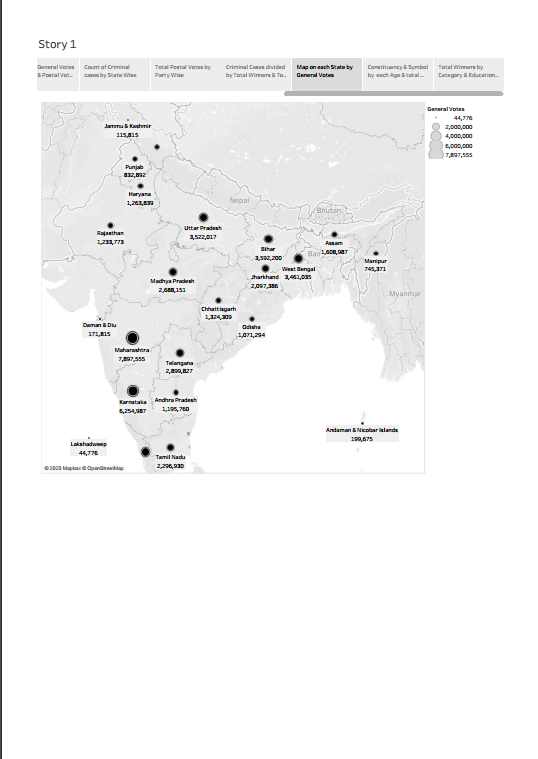 Story 1
General Votes
& Postal Vot..
Count of Criminal
cases by State Wise
Total Postal Votes by
Party Wise
Criminal Cases divided
by Total Winners & To..
Map on each State by
General Votes
Constituency & Symbol
by each Age & total ..
Total Winners by
Category & Education..
General Votes
44,776
2,000,000
4,000,000
6,000,000
7,897,555
Jammu & Kashmir
115,815
Punjab
832,892
Haryana
1,263,839
Nepal
Bhutan
Rajasthan
1,233,773
Uttar Pradesh
3,522,017
Bihar
3,592,200
Assam
1,608,987
Ban
Manipur
745,371
West Bengal
3,461,035
Jharkhand
2,097,386
Madhya Pradesh
2,688,151
Myanmar
Chhattisgarh
1,324,309
Odisha
1,071,294
Daman & Diu
171,815
Maharashtra
7,897,555
Telangana
2,899,827
Karnataka
6,254,987
Andhra Pradesh
1,195,760
Andaman & Nicobar Islands
199,675
Lakshadweep
44,776
Tamil Nadu
2,296,930
© 2023 Mapbox © OpenStreetMap